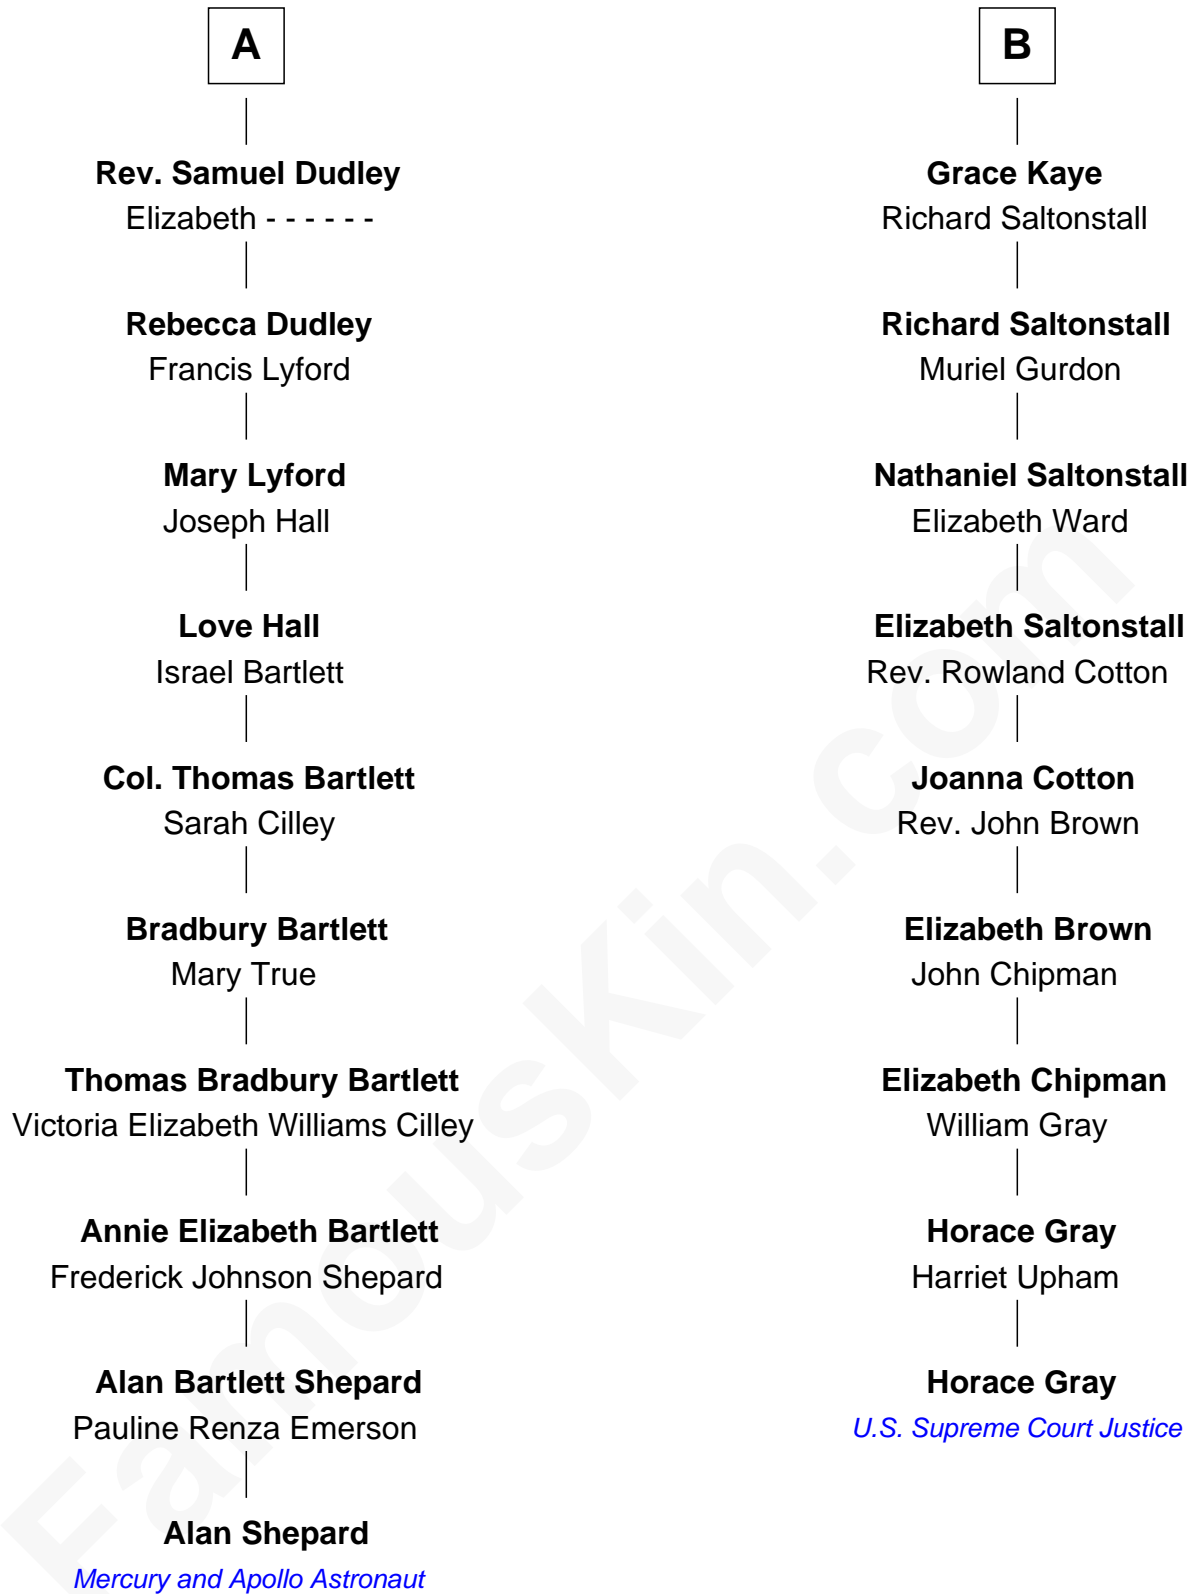 A
Rev. Samuel Dudley
Elizabeth - - - - - -
Rebecca Dudley
Francis Lyford
Mary Lyford
Joseph Hall
Love Hall
Israel Bartlett
Col. Thomas Bartlett
Sarah Cilley
Bradbury Bartlett
Mary True
Thomas Bradbury Bartlett
Victoria Elizabeth Williams Cilley
Annie Elizabeth Bartlett
Frederick Johnson Shepard
Alan Bartlett Shepard
Pauline Renza Emerson
Alan Shepard
Mercury and Apollo Astronaut
B
Grace Kaye
Richard Saltonstall
Richard Saltonstall
Muriel Gurdon
Nathaniel Saltonstall
Elizabeth Ward
Elizabeth Saltonstall
Rev. Rowland Cotton
Joanna Cotton
Rev. John Brown
Elizabeth Brown
John Chipman
Elizabeth Chipman
William Gray
Horace Gray
Harriet Upham
Horace Gray
U.S. Supreme Court Justice
FamousKin.com